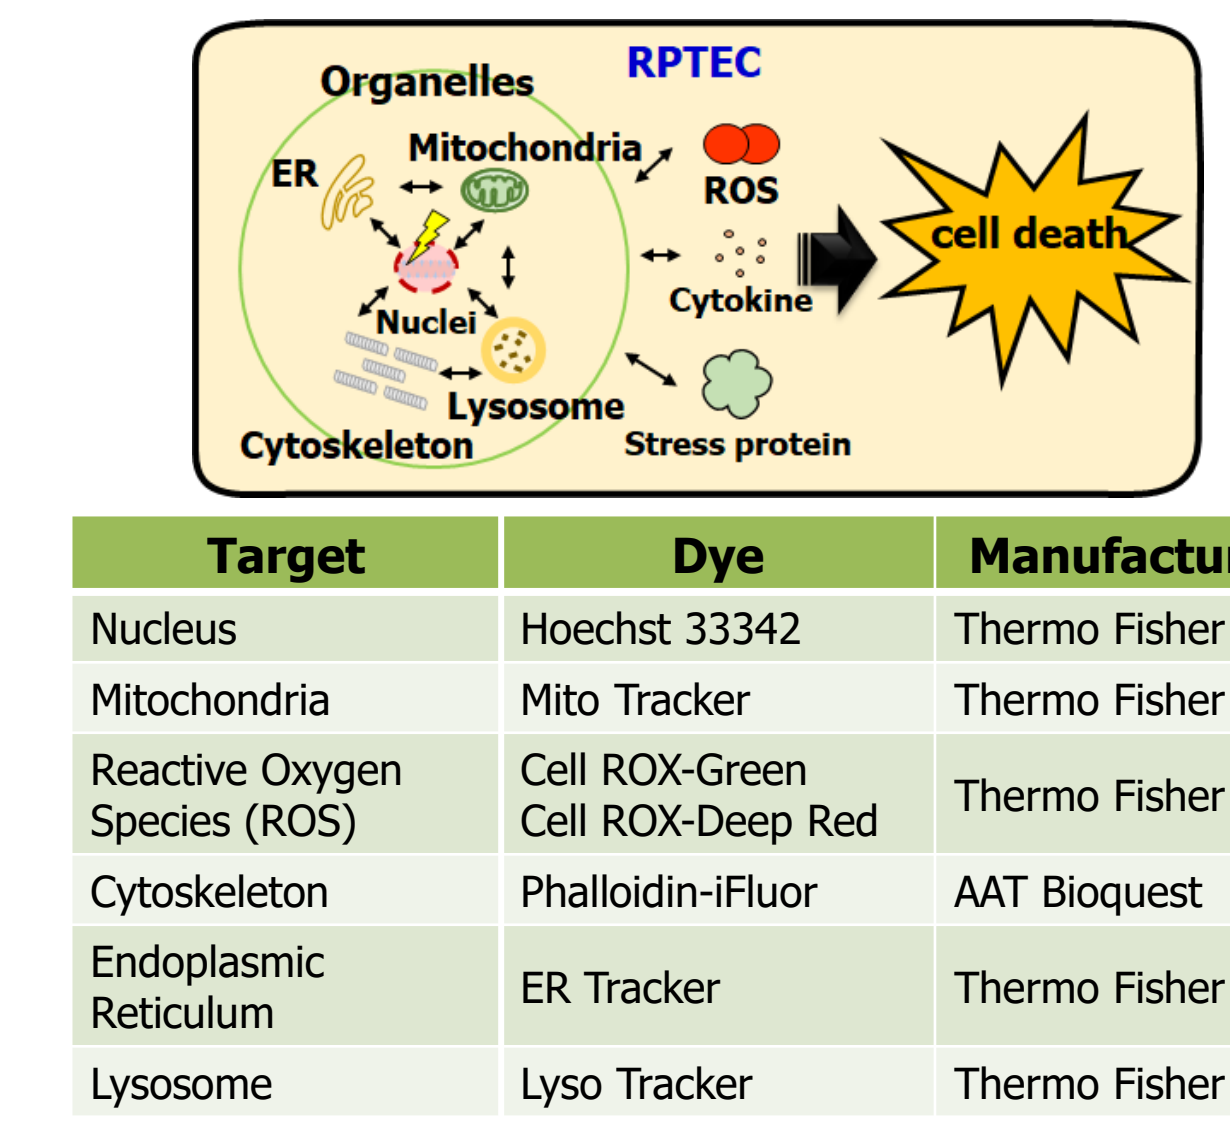 RPTEC
Organelles
Mitochondria
ER
ROS
cell death
Cytokine
Nuclei
Lysosome
Cytoskeleton
Stress protein
Target Dye Manufactur
Nucleus Hoechst 33342 Thermo Fisher
Mitochondria Mito Tracker Thermo Fisher
Reactive Oxygen
Species (ROS)
Cell ROX-Green
Cell ROX-Deep Red
Thermo Fisher
Cytoskeleton Phalloidin-iFluor AAT Bioquest
Endoplasmic
Reticulum
ER Tracker
Thermo Fisher
Lysosome Lyso Tracker Thermo Fisher